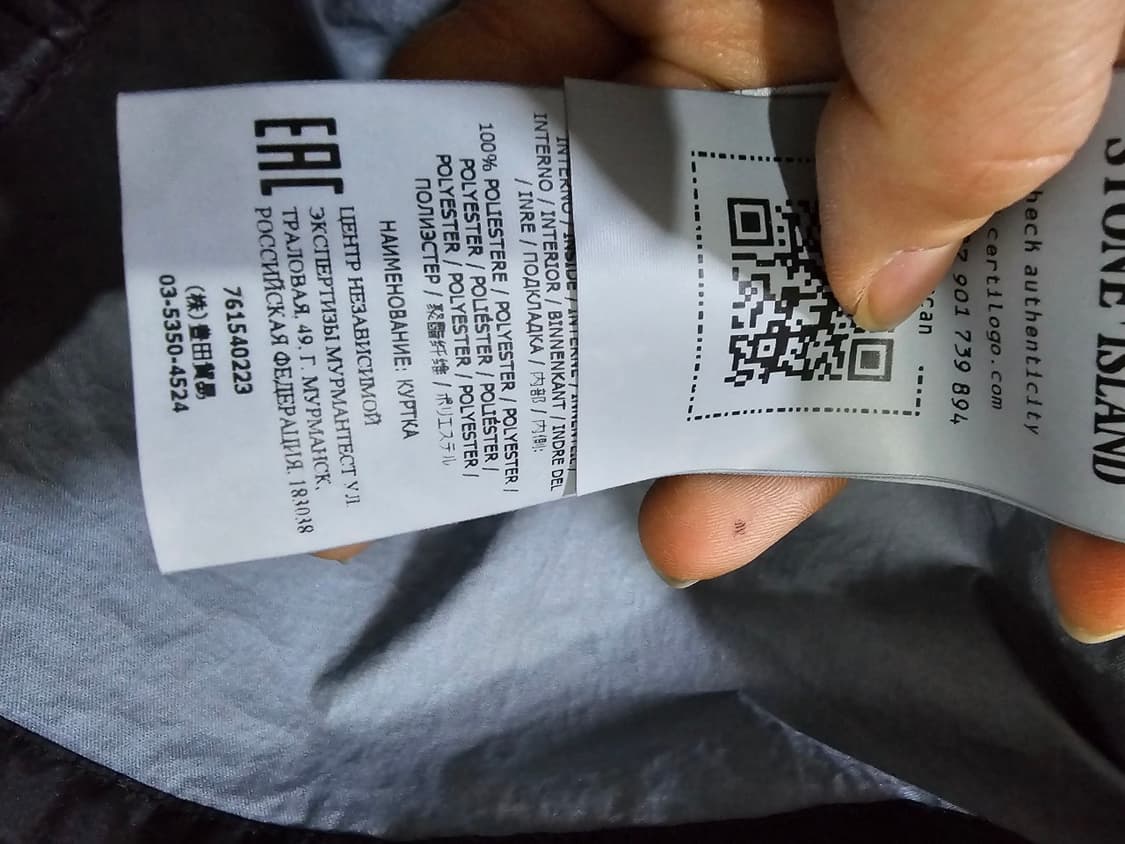 STONE ISLAND
heck authenticity
certilogo.com
901 739 894
can
INTERNO / INTERIOR / BINNENKANT / INDRE DEL
/ INRE / ПОДКЛАДКА / 内部 / 内側:
100% POLIESTERE / POLYESTER / POLYESTER /
POLYESTER / POLIÉSTER / POLIÉSTER /
POLYESTER / POLYESTER / POLYESTER /
ПОЛИЭСТЕР / 聚酯纤维 / ポリエステル
НАИМЕНОВАНИЕ: КУРТКА
ЦЕНТР НЕЗАВИСИМОЙ
ЭКСПЕРТИЗЫ МУРМАНТЕСТ УЛ.
ТРАЛОВАЯ, 49, Г. МУРМАНСК,
РОССИЙСКАЯ ФЕДЕРАЦИЯ, 183038
EAC
761540223
(株)豊田貿易
03-5350-4524